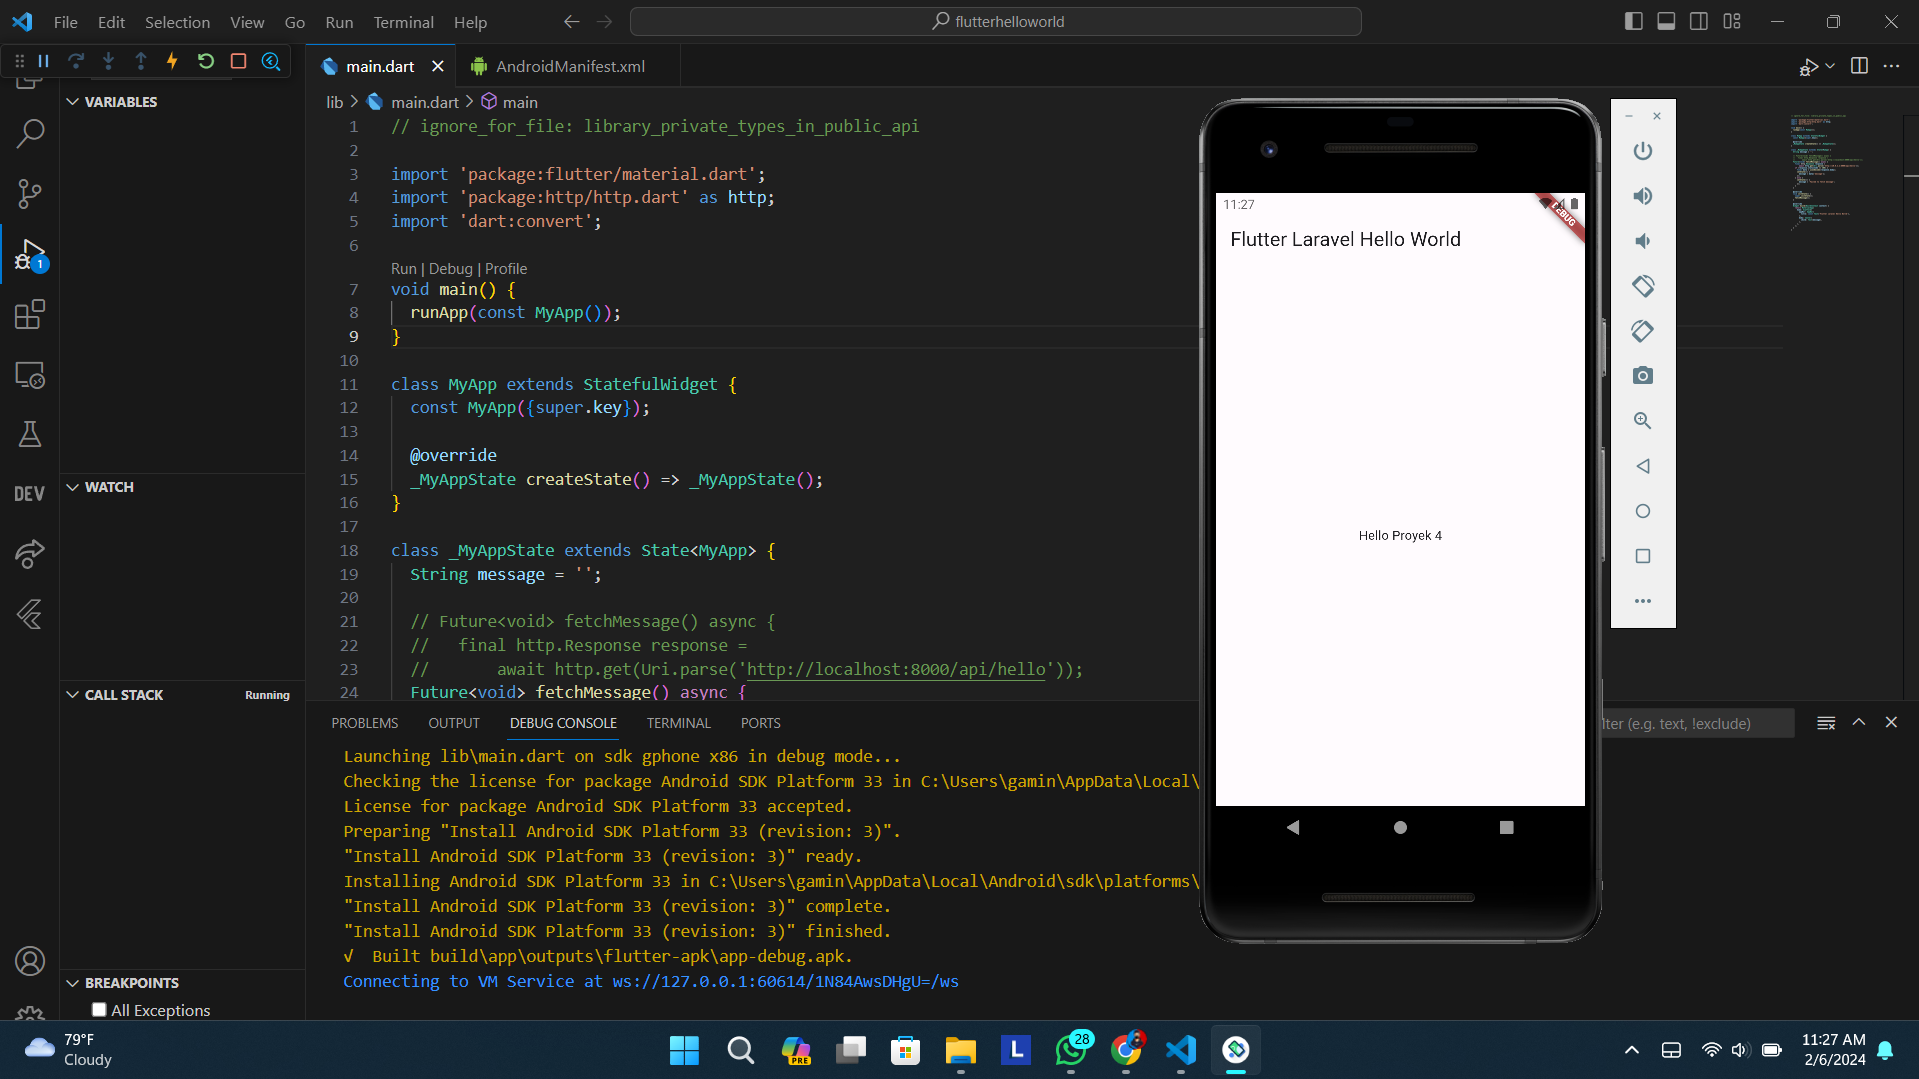 File Edit Selection View Go Run Terminal Help
flutterhelloworld
main.dart
AndroidManifest.xml
VARIABLES
lib > main.dart > main
1 // ignore_for_file: library_private_types_in_public_api
2
3 import 'package:flutter/material.dart';
4 import 'package:http/http.dart' as http;
5 import 'dart:convert';
6
Run | Debug | Profile
7 void main() {
8 runApp(const MyApp());
9 }
10
11 class MyApp extends StatefulWidget {
12 const MyApp({super.key});
13
14 @override
15 _MyAppState createState() => _MyAppState();
16 }
17
18 class _MyAppState extends State<MyApp> {
19 String message = '';
20
21 // Future<void> fetchMessage() async {
22 //   final http.Response response =
23 //       await http.get(Uri.parse('http://localhost:8000/api/hello'));
24 Future<void> fetchMessage() async {
1
DEV
WATCH
CALL STACK Running
BREAKPOINTS
All Exceptions
11:27
DEBUG
Flutter Laravel Hello World
Hello Proyek 4
PROBLEMS OUTPUT DEBUG CONSOLE TERMINAL PORTS
(e.g. text, !exclude)
Launching lib\main.dart on sdk gphone x86 in debug mode...
Checking the license for package Android SDK Platform 33 in C:\Users\gamin\AppData\Local\
License for package Android SDK Platform 33 accepted.
Preparing "Install Android SDK Platform 33 (revision: 3)".
"Install Android SDK Platform 33 (revision: 3)" ready.
Installing Android SDK Platform 33 in C:\Users\gamin\AppData\Local\Android\sdk\platforms\
"Install Android SDK Platform 33 (revision: 3)" complete.
"Install Android SDK Platform 33 (revision: 3)" finished.
√  Built build\app\outputs\flutter-apk\app-debug.apk.
Connecting to VM Service at ws://127.0.0.1:60614/1N84AwsDHgU=/ws
79°F
Cloudy
PRE
L
28
11:27 AM
2/6/2024